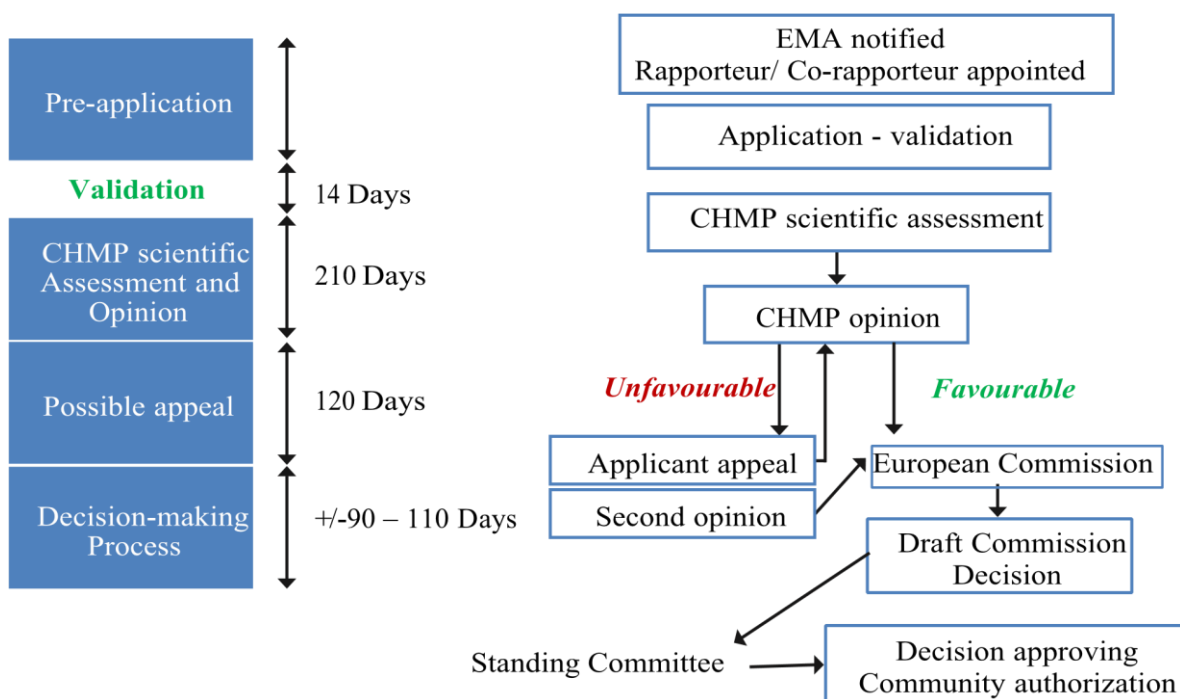 Pre-application
Validation
14 Days
CHMP scientific
Assessment and
Opinion
210 Days
Possible appeal
120 Days
Decision-making
Process
+/-90 – 110 Days
EMA notified
Rapporteur/ Co-rapporteur appointed
Application - validation
CHMP scientific assessment
CHMP opinion
Unfavourable
Favourable
Applicant appeal
European Commission
Second opinion
Draft Commission
Decision
Standing Committee
Decision approving
Community authorization